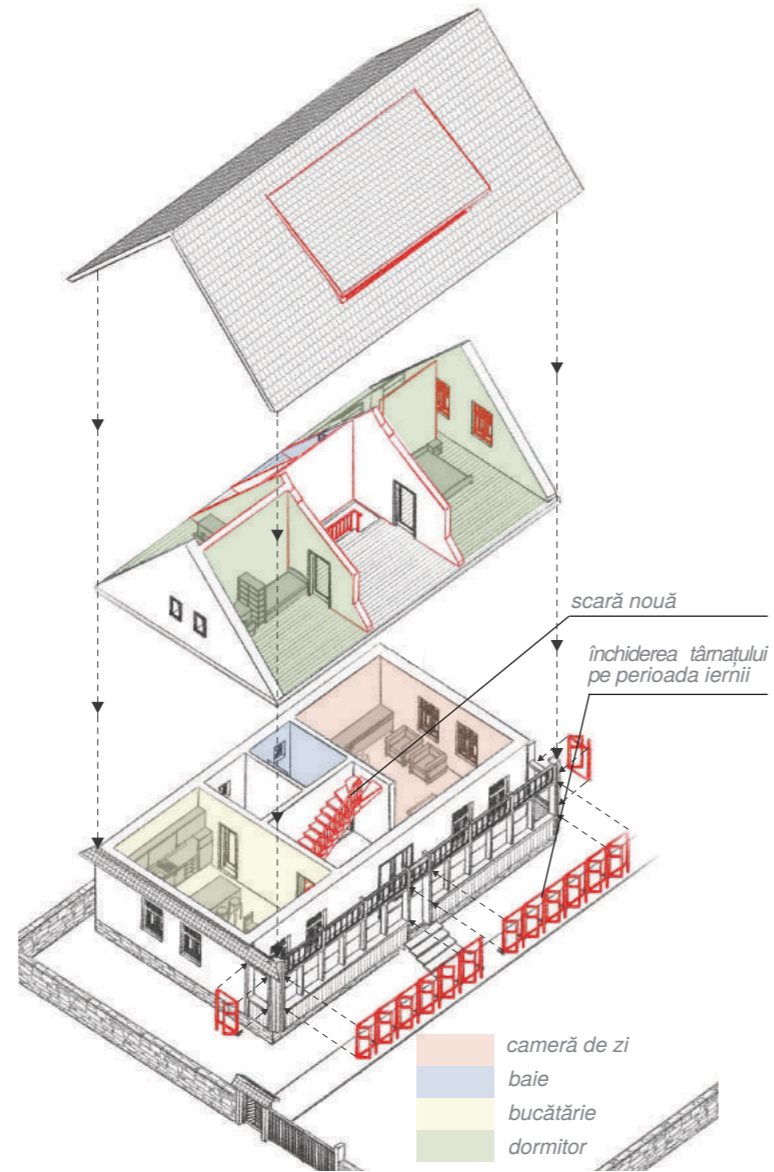 scară nouă
închiderea târnațului
pe perioada iernii
cameră de zi
baie
bucătărie
dormitor